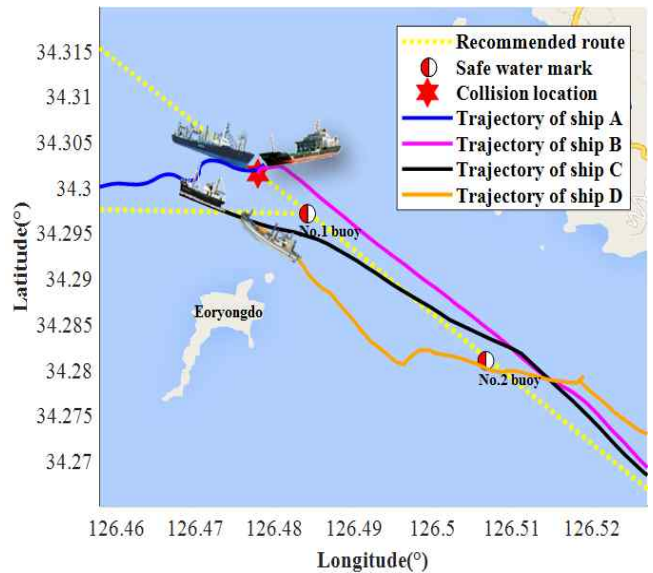 34.315
34.31
34.305
34.3
34.295
34.29
34.285
34.28
34.275
34.27
Latitude(°)
Recommended route
Safe water mark
Collision location
Trajectory of ship A
Trajectory of ship B
Trajectory of ship C
Trajectory of ship D
No.1 buoy
Eoryongdo
No.2 buoy
126.46
126.47
126.48
126.49
126.5
126.51
126.52
Longitude(°)